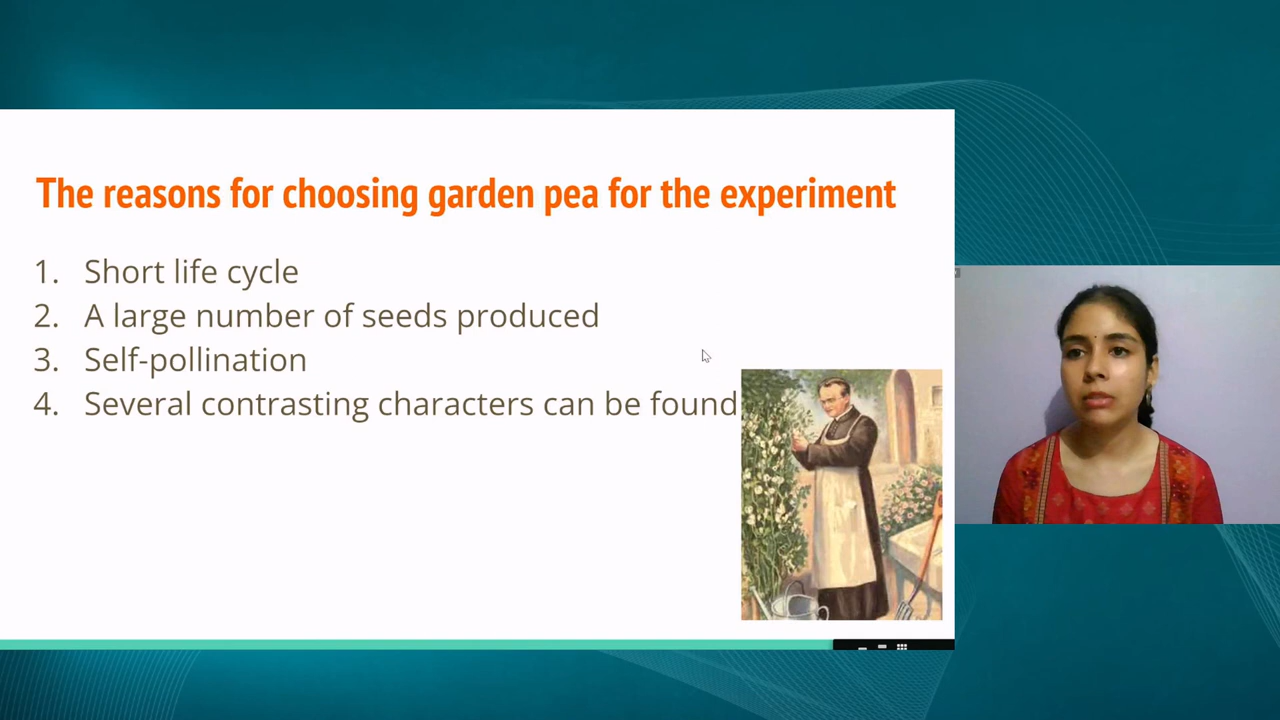 The reasons for choosing garden pea for the experiment
1. Short life cycle
2. A large number of seeds produced
3. Self-pollination
4. Several contrasting characters can be found